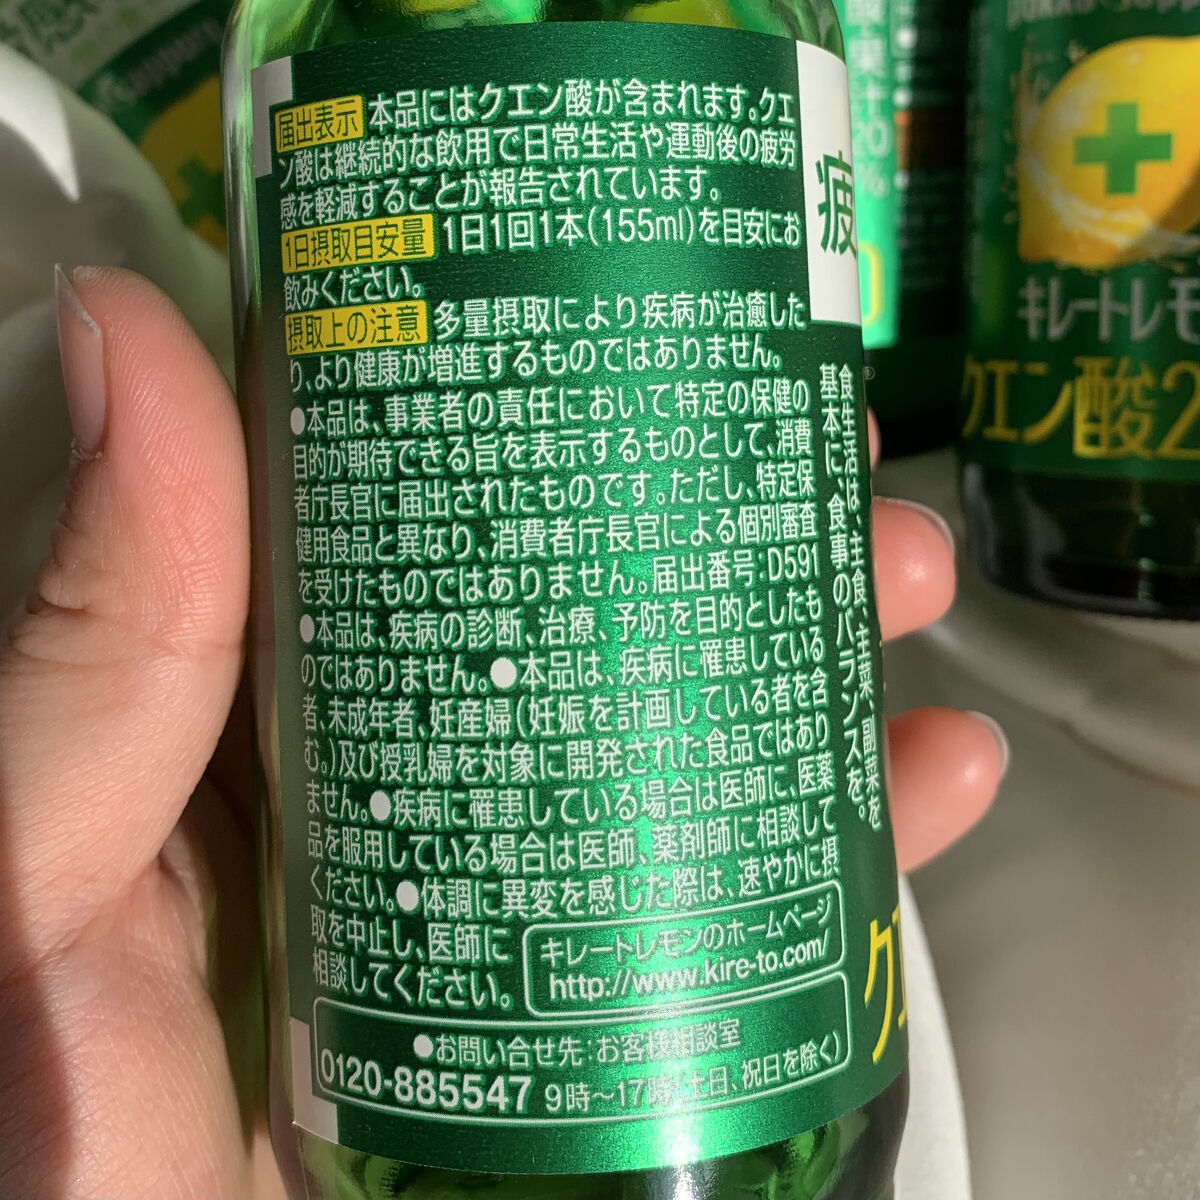 届出表示 本品にはクエン酸が含まれます。クエ
ン酸は継続的な飲用で日常生活や運動後の疲労
感を軽減することが報告されています。
1日摂取目安量 1日1回1本(155ml)を目安にお
飲みください。
摂取上の注意 多量摂取により疾病が治癒した
り、より健康が増進するものではありません。
●本品は、事業者の責任において特定の保健の
目的が期待できる旨を表示するものとして、消費
者庁長官に届出されたものです。ただし、特定保
健用食品と異なり、消費者庁長官による個別審査
を受けたものではありません。届出番号:D591
●本品は、疾病の診断、治療、予防を目的としたも
のではありません。●本品は、疾病に罹患している
者、未成年者、妊産婦(妊娠を計画している者を含
む。)及び授乳婦を対象に開発された食品ではあり
ません。●疾病に罹患している場合は医師に、医薬
品を服用している場合は医師、薬剤師に相談して
ください。●体調に異変を感じた際は、速やかに摂
取を中止し、医師に
相談してください。
キレートレモンのホームページ
http://www.kire-to.com/
●お問い合せ先:お客様相談室
0120-885547 9時〜17時(土日、祝日を除く)
食生活は、主食、主菜、副菜を
基本に、食事のバランスを。
疲
クエ
酸
果汁20%
キレートレモ
クエン酸2